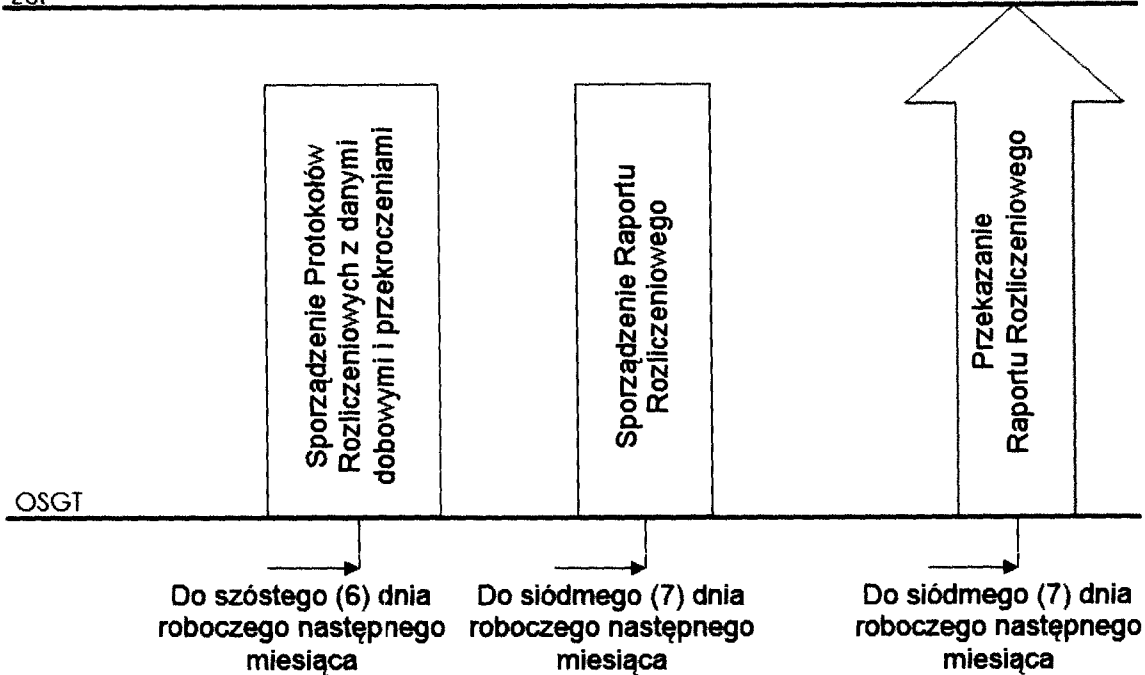 Sporządzenie Protokołów
Rozliczeniowych z danymi
dobowymi i przekroczeniami
Sporządzenie Raportu
Rozliczeniowego
Przekazanie
Raportu Rozliczeniowego
OSGT
Do szóstego (6) dnia
roboczego następnego
miesiąca
Do siódmego (7) dnia
roboczego następnego
miesiąca
Do siódmego (7) dnia
roboczego następnego
miesiąca